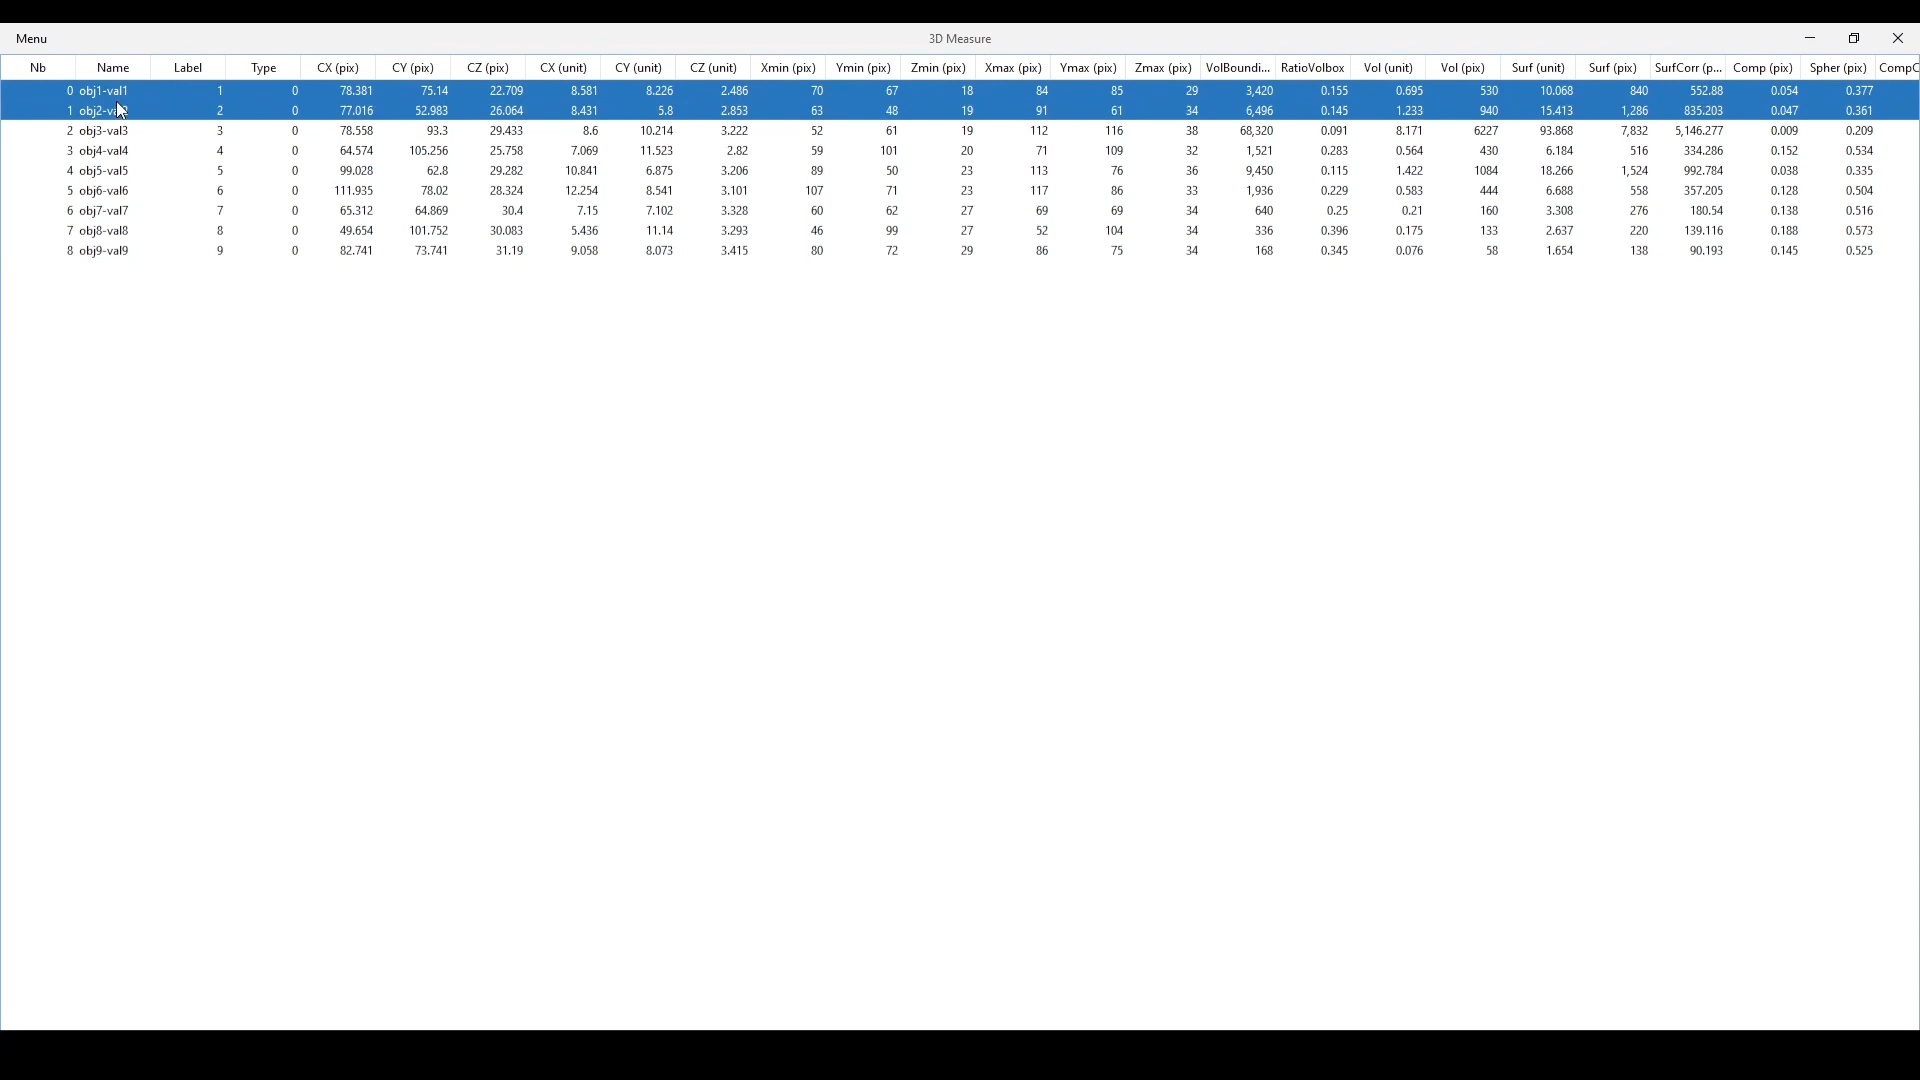 Menu
3D Measure
Nb Name Label Type CX (pix) CY (pix) CZ (pix) CX (unit) CY (unit) CZ (unit) Xmin (pix) Ymin (pix) Zmin (pix) Xmax (pix) Ymax (pix) Zmax (pix) VolBoundi... RatioVolbox Vol (unit) Vol (pix) Surf (unit) Surf (pix) SurfCorr (p... Comp (pix) Spher (pix) CompC
0 obj1-val1 1 0 78.381 75.14 22.709 8.581 8.226 2.486 70 67 18 84 85 29 3,420 0.155 0.695 530 10.068 840 552.88 0.054 0.377
1 obj2-val2 2 0 77.016 52.983 26.064 8.431 5.8 2.853 63 48 19 91 61 34 6,496 0.145 1.233 940 15.413 1,286 835.203 0.047 0.361
2 obj3-val3 3 0 78.558 93.3 29.433 8.6 10.214 3.222 52 61 19 112 116 38 68,320 0.091 8.171 6227 93.868 7,832 5,146.277 0.009 0.209
3 obj4-val4 4 0 64.574 105.256 25.758 7.069 11.523 2.82 59 101 20 71 109 32 1,521 0.283 0.564 430 6.184 516 334.286 0.152 0.534
4 obj5-val5 5 0 99.028 62.8 29.282 10.841 6.875 3.206 89 50 23 113 76 36 9,450 0.115 1.422 1084 18.266 1,524 992.784 0.038 0.335
5 obj6-val6 6 0 111.935 78.02 28.324 12.254 8.541 3.101 107 71 23 117 86 33 1,936 0.229 0.583 444 6.688 558 357.205 0.128 0.504
6 obj7-val7 7 0 65.312 64.869 30.4 7.15 7.102 3.328 60 62 27 69 69 34 640 0.25 0.21 160 3.308 276 180.54 0.138 0.516
7 obj8-val8 8 0 49.654 101.752 30.083 5.436 11.14 3.293 46 99 27 52 104 34 336 0.396 0.175 133 2.637 220 139.116 0.188 0.573
8 obj9-val9 9 0 82.741 73.741 31.19 9.058 8.073 3.415 80 72 29 86 75 34 168 0.345 0.076 58 1.654 138 90.193 0.145 0.525